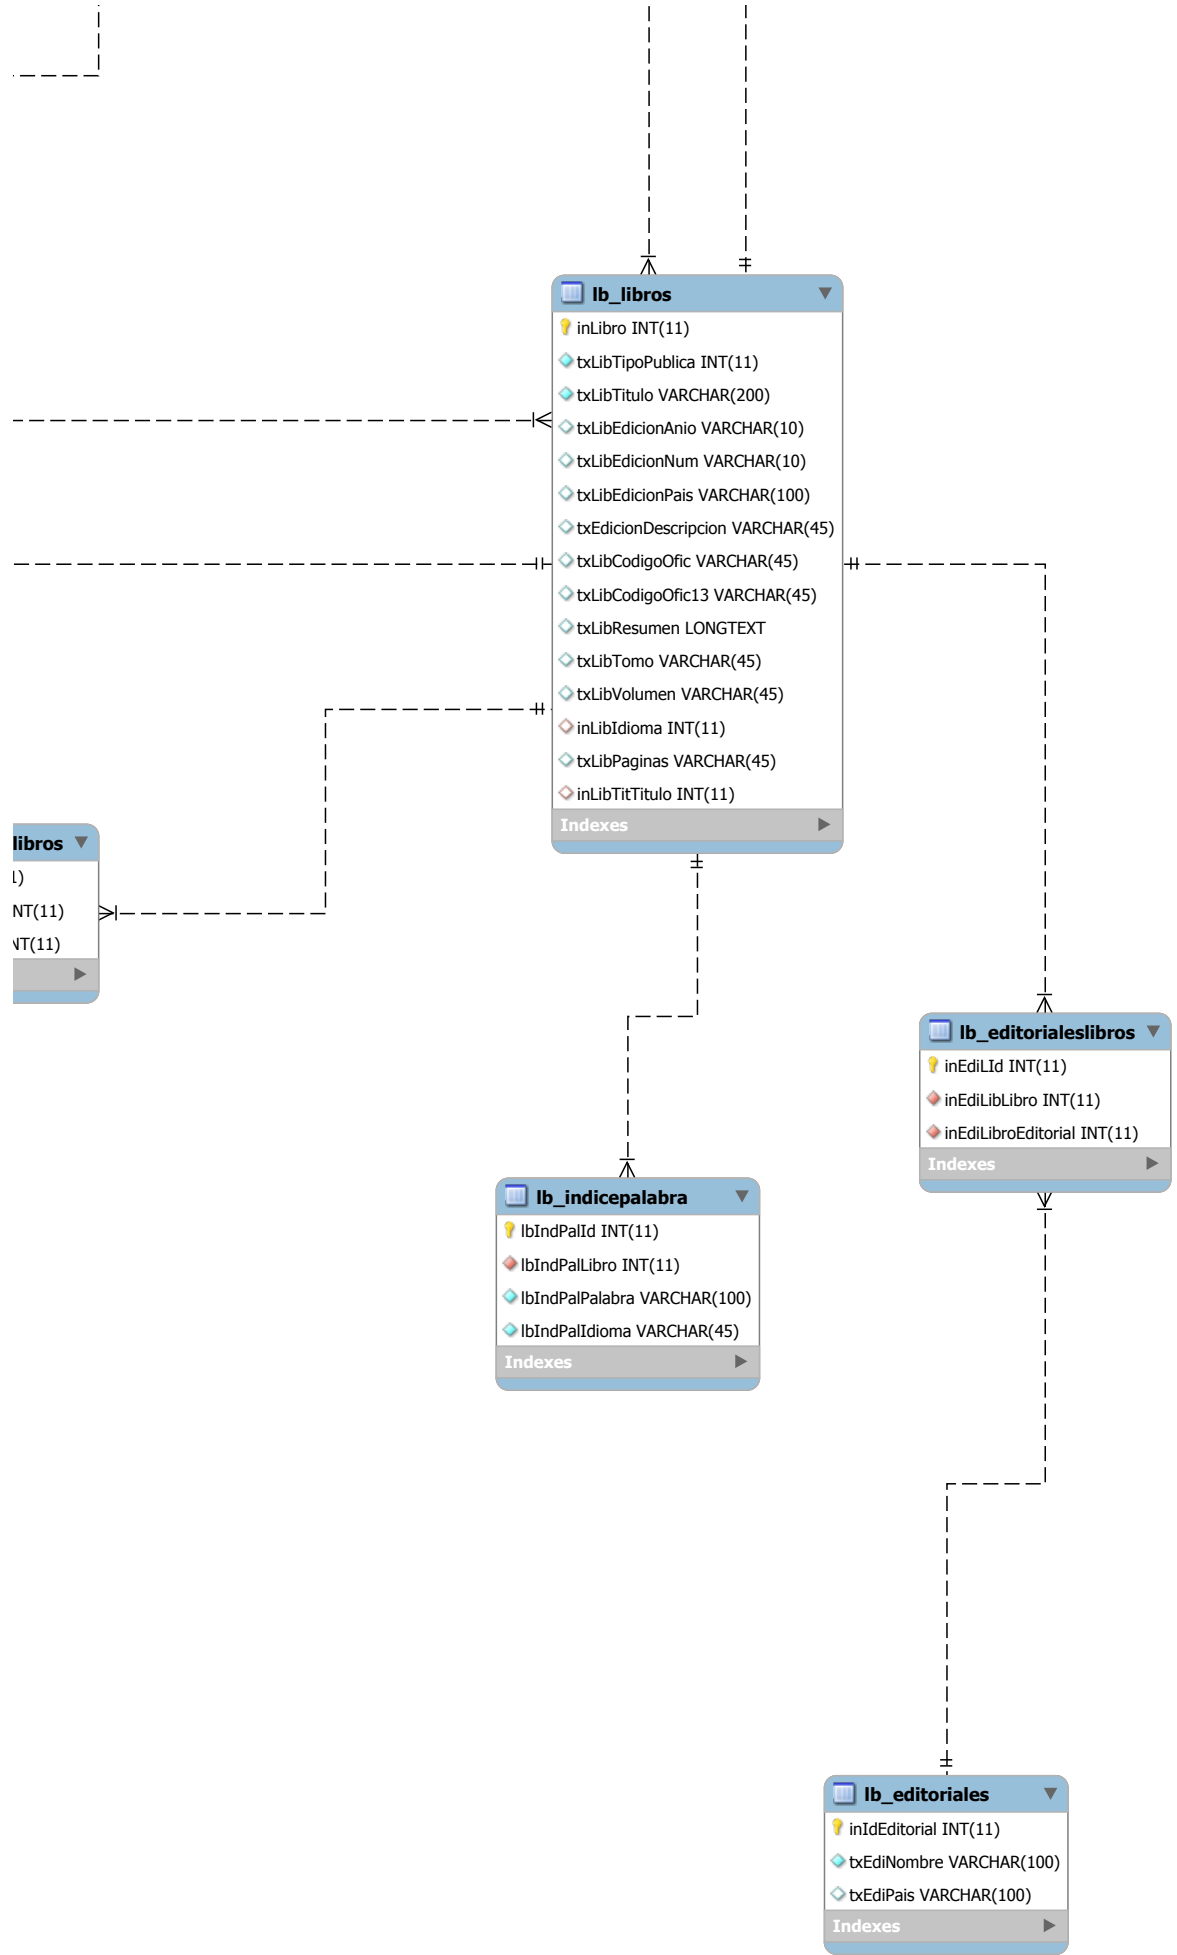 lb_libros
inLibro INT(11)
txLibTipoPublica INT(11)
txLibTitulo VARCHAR(200)
txLibEdicionAnio VARCHAR(10)
txLibEdicionNum VARCHAR(10)
txLibEdicionPais VARCHAR(100)
txEdicionDescripcion VARCHAR(45)
txLibCodigoOfic VARCHAR(45)
txLibCodigoOfic13 VARCHAR(45)
txLibResumen LONGTEXT
txLibTomo VARCHAR(45)
txLibVolumen VARCHAR(45)
inLibIdioma INT(11)
txLibPaginas VARCHAR(45)
inLibTitTitulo INT(11)
Indexes
libros
1)
NT(11)
NT(11)
lb_editorialeslibros
inEdiLId INT(11)
inEdiLibLibro INT(11)
inEdiLibroEditorial INT(11)
Indexes
lb_indicepalabra
lbIndPalId INT(11)
lbIndPalLibro INT(11)
lbIndPalPalabra VARCHAR(100)
lbIndPalIdioma VARCHAR(45)
Indexes
lb_editoriales
inIdEditorial INT(11)
txEdiNombre VARCHAR(100)
txEdiPais VARCHAR(100)
Indexes